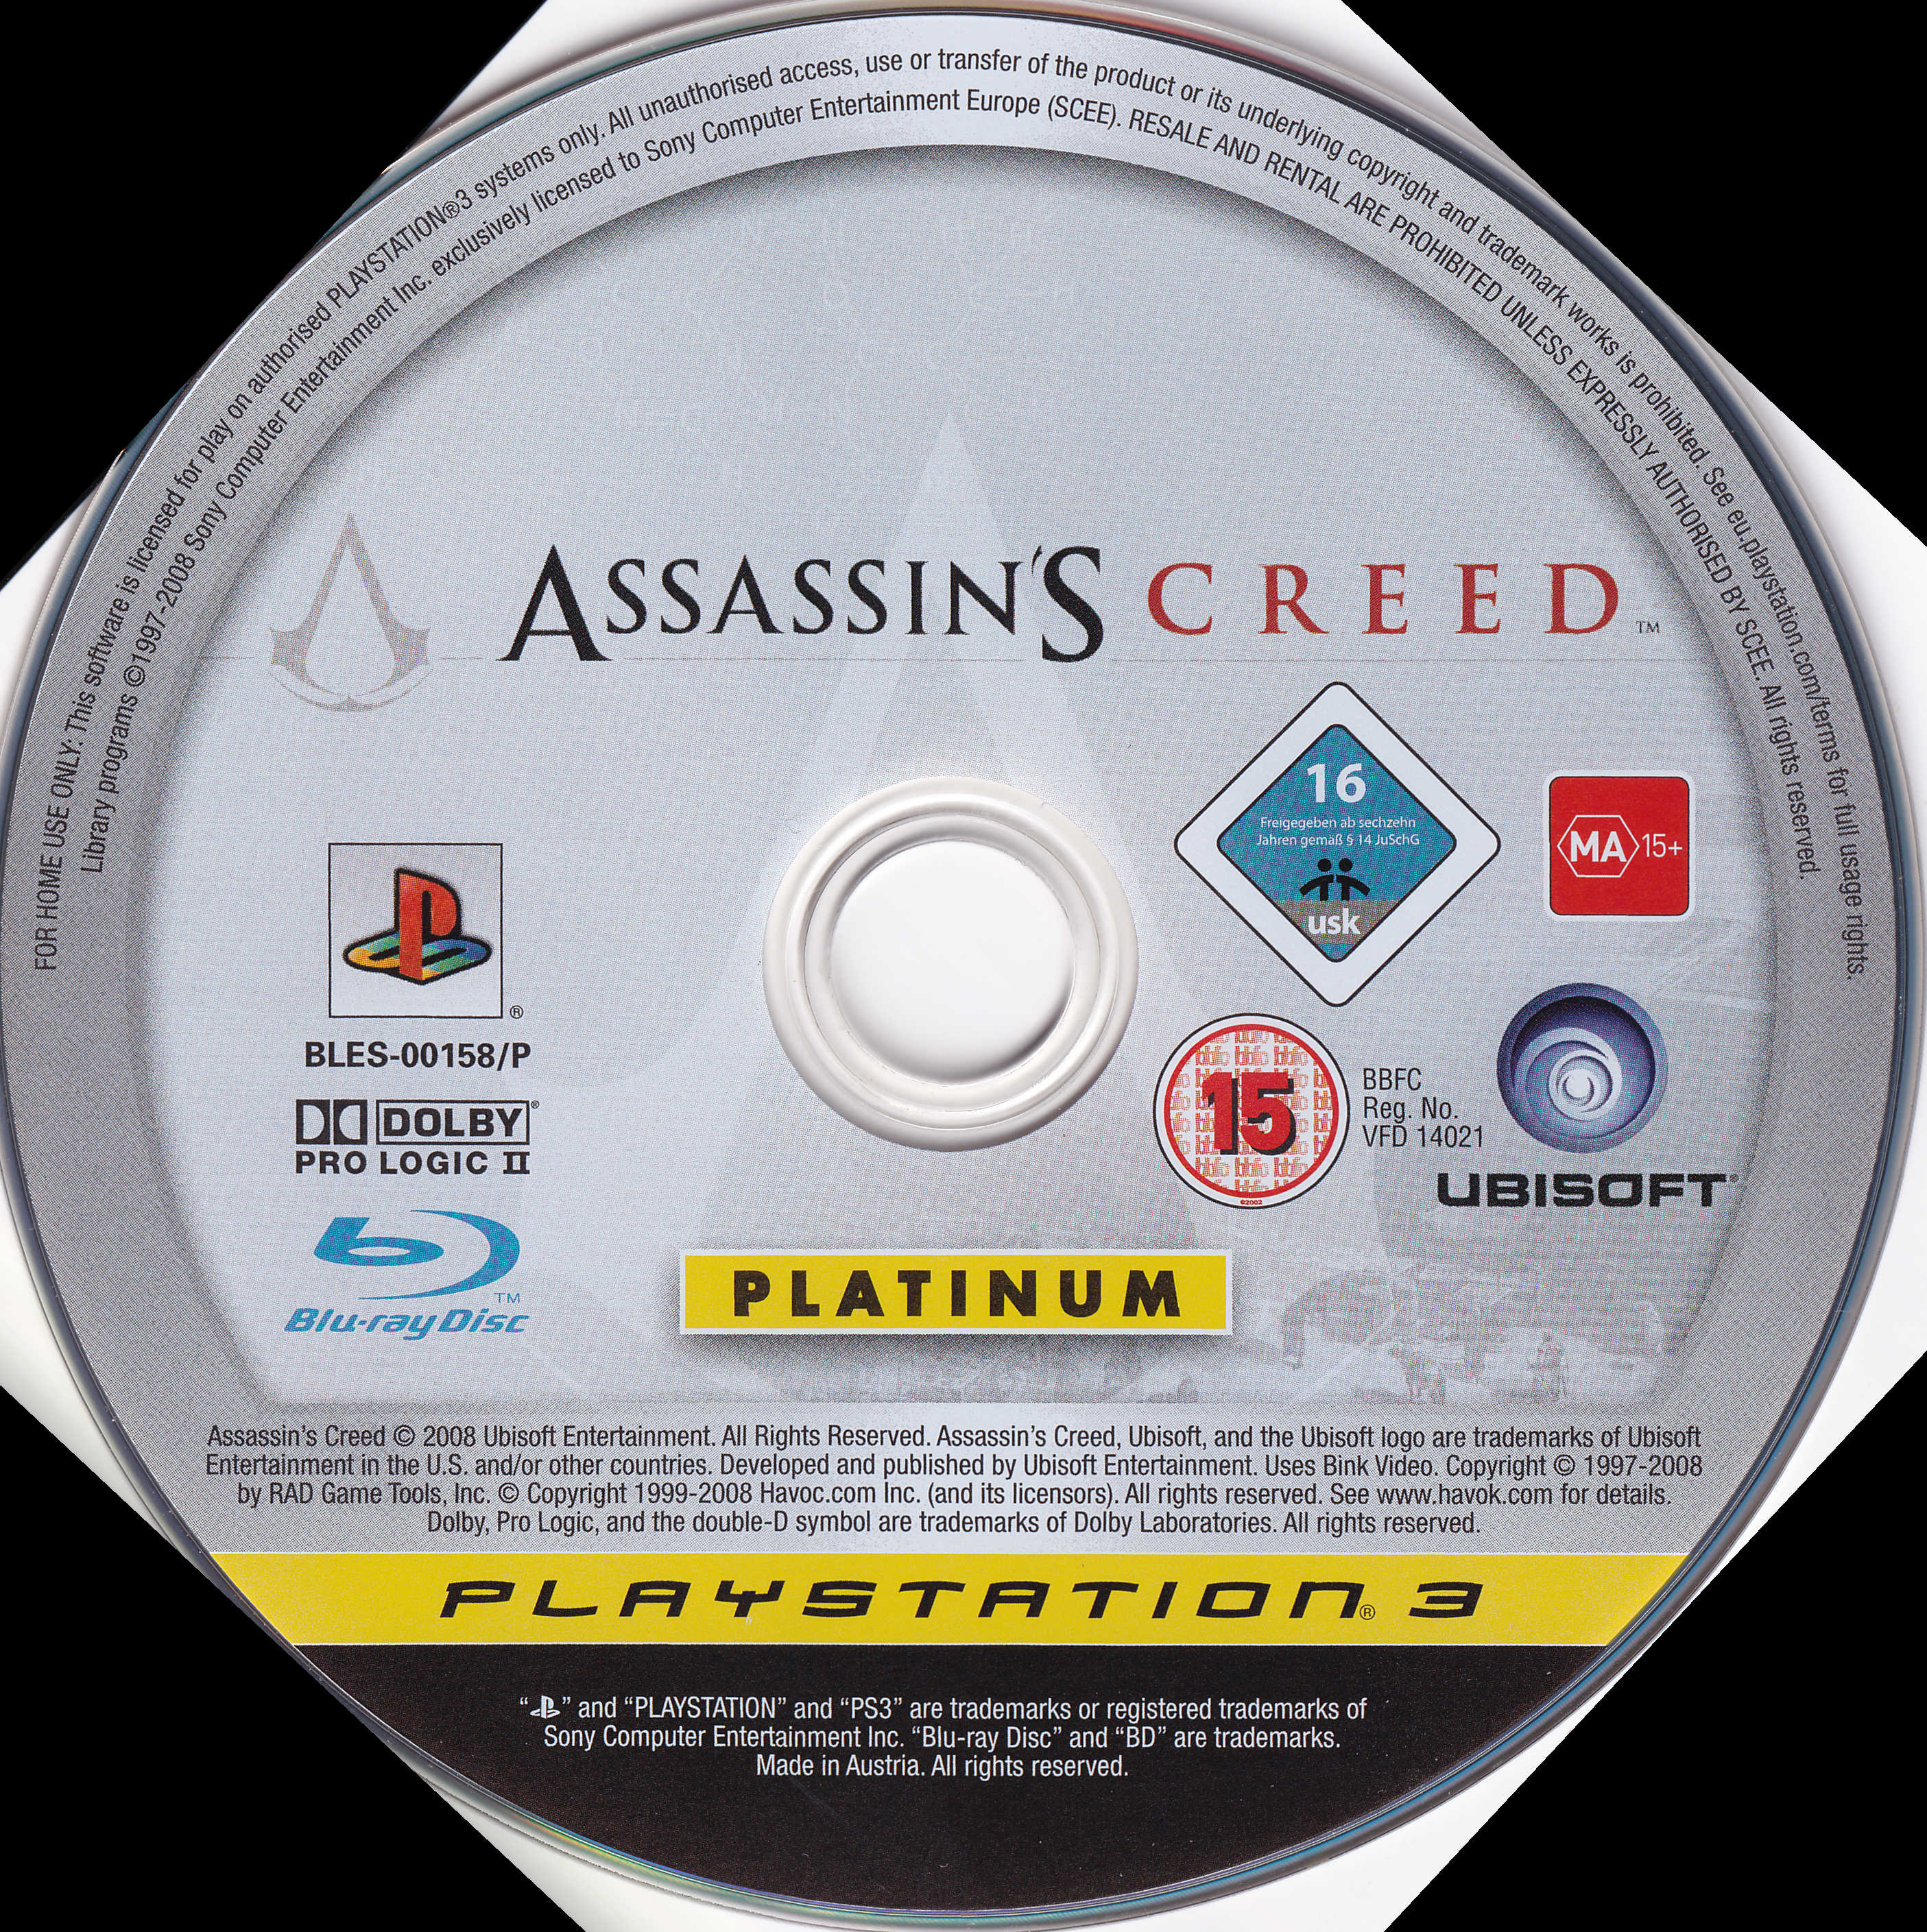 FOR HOME USE ONLY: This software is licensed for play on authorised PLAYSTATION®3 systems only. All unauthorised access, use or transfer of the product or its underlying copyright and trademark works is prohibited. See eu.playstation.com/terms for full usage rights.
Library programs ©1997-2008 Sony Computer Entertainment Inc. exclusively licensed to Sony Computer Entertainment Europe (SCEE). RESALE AND RENTAL ARE PROHIBITED UNLESS EXPRESSLY AUTHORISED BY SCEE. All rights reserved.
ASSASSIN'S CREED™
16
Freigegeben ab sechzehn
Jahren gemäß § 14 JuSchG
usk
MA 15+
®
BLES-00158/P
DOLBY®
PRO LOGIC II
Blu-ray Disc™
15
©2002
BBFC
Reg. No.
VFD 14021
UBISOFT®
PLATINUM
Assassin's Creed © 2008 Ubisoft Entertainment. All Rights Reserved. Assassin's Creed, Ubisoft, and the Ubisoft logo are trademarks of Ubisoft
Entertainment in the U.S. and/or other countries. Developed and published by Ubisoft Entertainment. Uses Bink Video. Copyright © 1997-2008
by RAD Game Tools, Inc. © Copyright 1999-2008 Havoc.com Inc. (and its licensors). All rights reserved. See www.havok.com for details.
Dolby, Pro Logic, and the double-D symbol are trademarks of Dolby Laboratories. All rights reserved.
PLAYSTATION®3
“ ” and “PLAYSTATION” and “PS3” are trademarks or registered trademarks of
Sony Computer Entertainment Inc. “Blu-ray Disc” and “BD” are trademarks.
Made in Austria. All rights reserved.